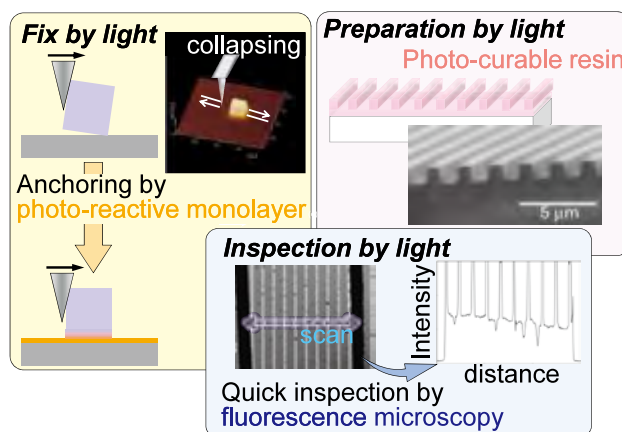 Fix by light
collapsing
Anchoring by
photo-reactive monolayer
Preparation by light
Photo-curable resin
5 μm
Inspection by light
scan
Intensity
distance
Quick inspection by
fluorescence microscopy